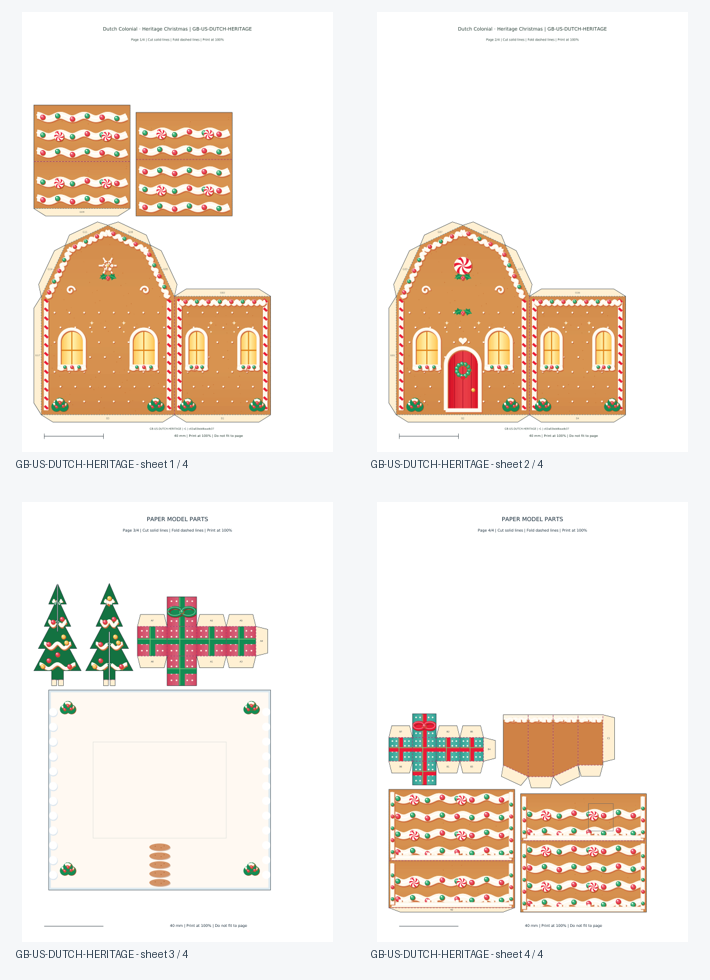 Dutch Colonial · Heritage Christmas | GB-US-DUTCH-HERITAGE
Page 1/4 | Cut solid lines | Fold dashed lines | Print at 100%
40 mm | Print at 100% | Do not fit to page
GB-US-DUTCH-HERITAGE - sheet 1 / 4
Dutch Colonial · Heritage Christmas | GB-US-DUTCH-HERITAGE
Page 2/4 | Cut solid lines | Fold dashed lines | Print at 100%
40 mm | Print at 100% | Do not fit to page
GB-US-DUTCH-HERITAGE - sheet 2 / 4
PAPER MODEL PARTS
Page 3/4 | Cut solid lines | Fold dashed lines | Print at 100%
40 mm | Print at 100% | Do not fit to page
GB-US-DUTCH-HERITAGE - sheet 3 / 4
PAPER MODEL PARTS
Page 4/4 | Cut solid lines | Fold dashed lines | Print at 100%
40 mm | Print at 100% | Do not fit to page
GB-US-DUTCH-HERITAGE - sheet 4 / 4